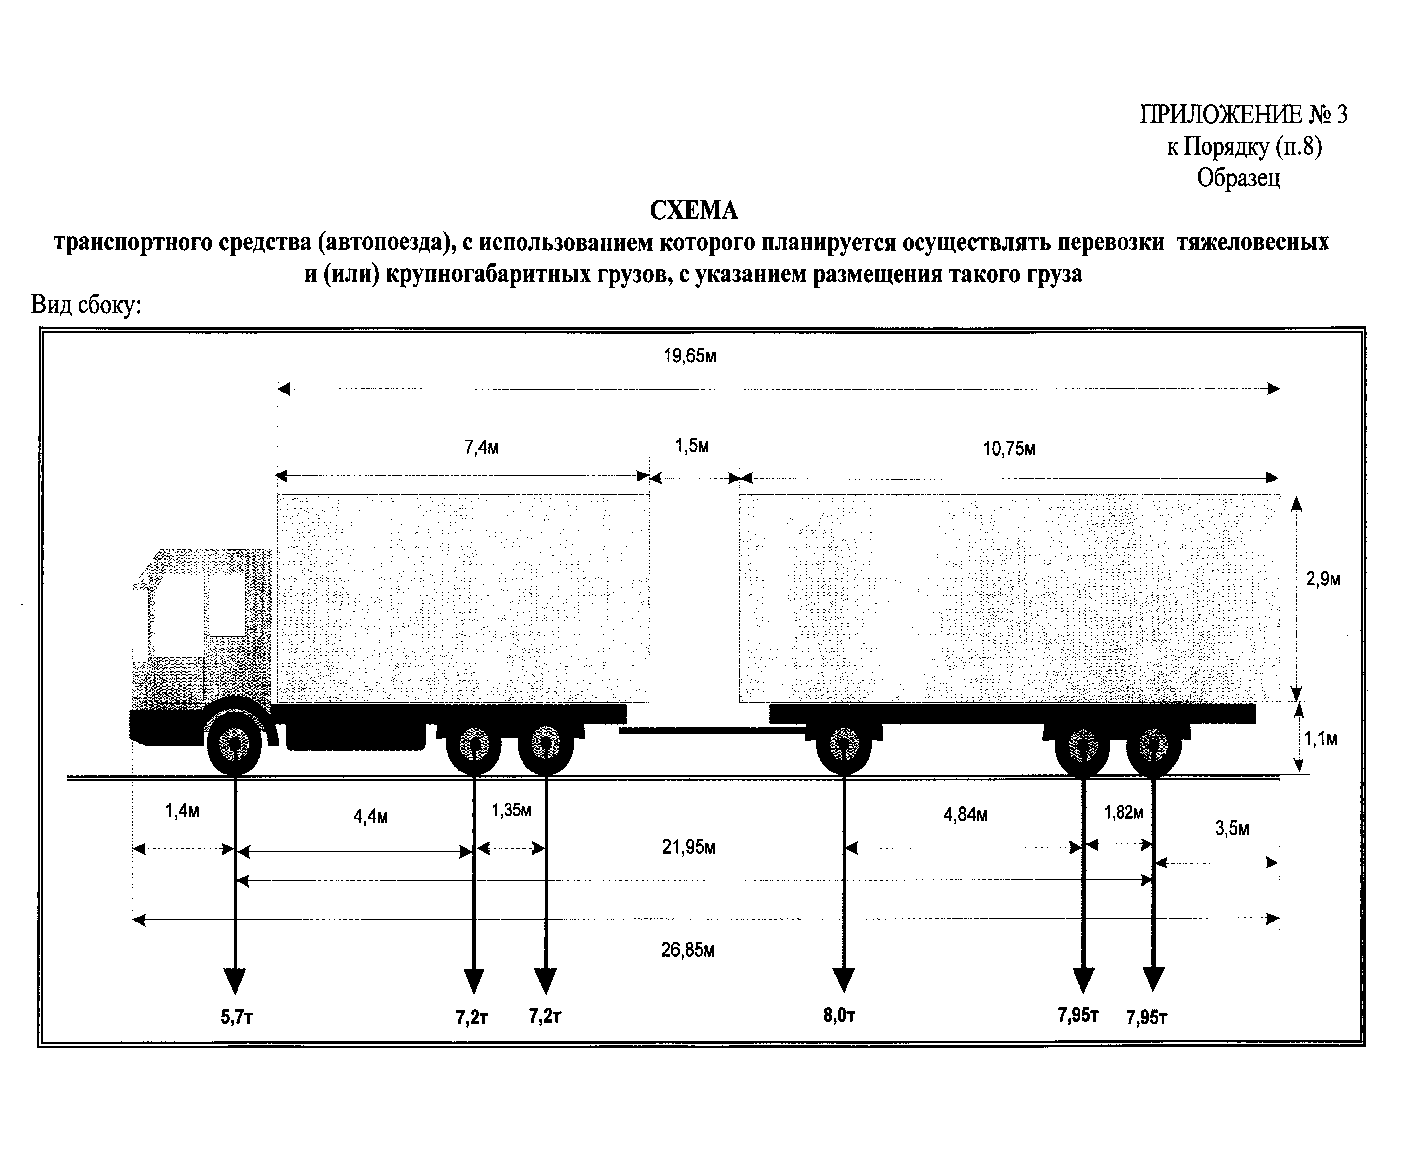 ПРИЛОЖЕНИЕ № 3
к Порядку (п.8)
Образец
СХЕМА
транспортного средства (автопоезда), с использованием которого планируется осуществлять перевозки тяжеловесных
и (или) крупногабаритных грузов, с указанием размещения такого груза
Вид сбоку:
19,65м
7,4м 1,5м 10,75м
2,9м
1,1м
1,4м 4,4м 1,35м 4,84м 1,82м 3,5м
21,95м
26,85м
5,7т 7,2т 7,2т 8,0т 7,95т 7,95т